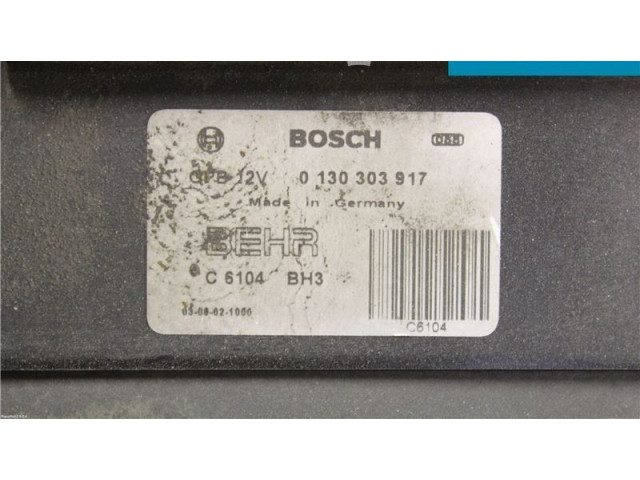 BOSCH
GPB 12V 0 130 303 917
Made in Germany
BEHR
C 6104 BH3
03-08-02-1000
C6104